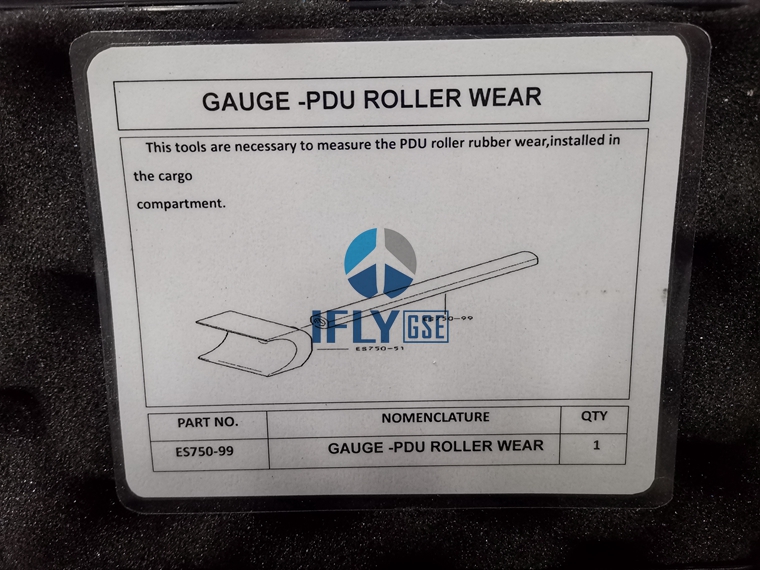 GAUGE -PDU ROLLER WEAR
This tools are necessary to measure the PDU roller rubber wear,installed in
the cargo
compartment.
IFLY GSE
ES750-99
ES750-51
PART NO. NOMENCLATURE QTY
ES750-99 GAUGE -PDU ROLLER WEAR 1